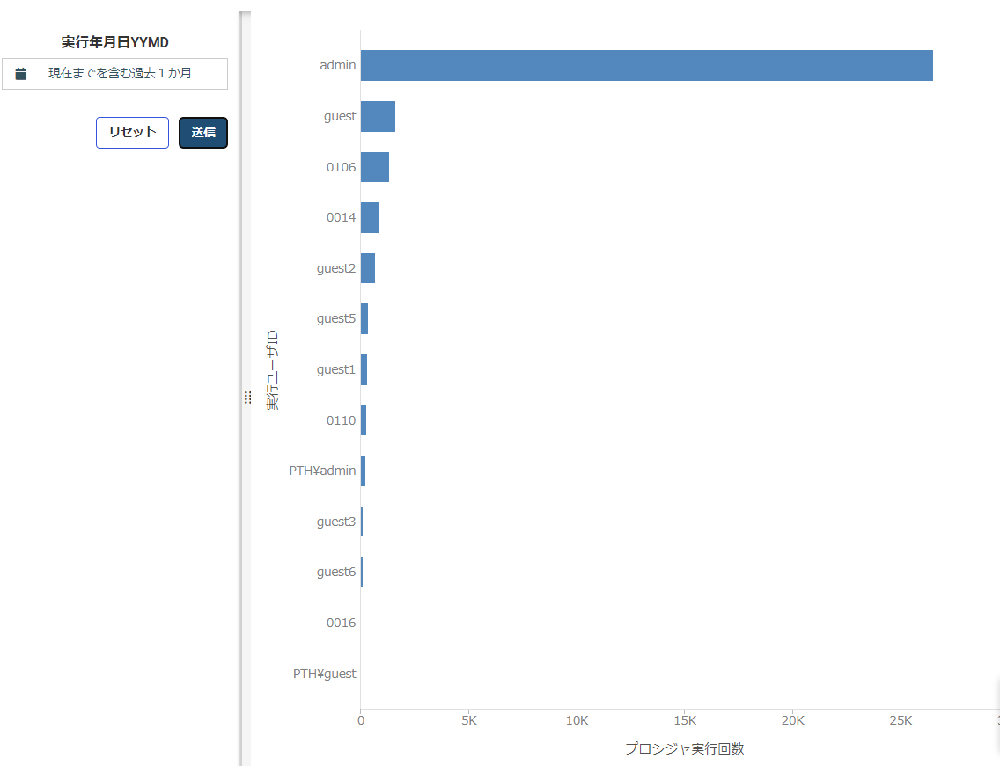 実行年月日YYMD
現在までを含む過去１か月
リセット
送信
実行ユーザID
admin
guest
0106
0014
guest2
guest5
guest1
0110
PTH¥admin
guest3
guest6
0016
PTH¥guest
0 5K 10K 15K 20K 25K
プロシジャ実行回数